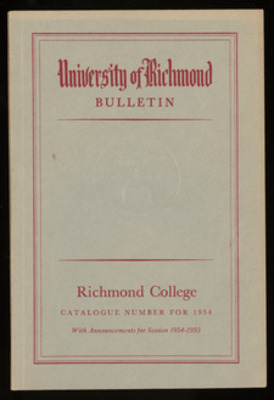 University of Richmond
BULLETIN
Richmond College
CATALOGUE NUMBER FOR 1954
With Announcements for Session 1954-1955